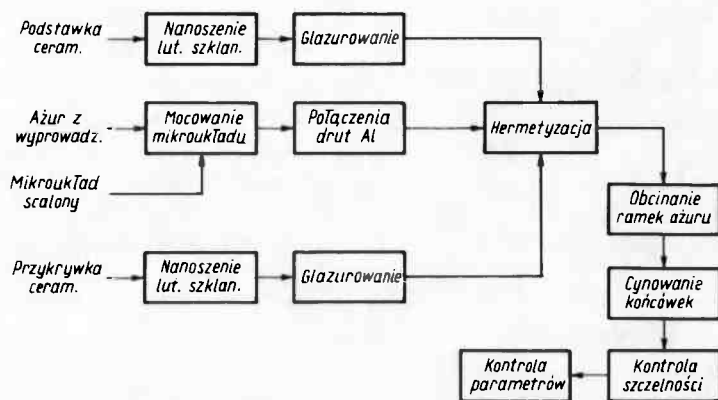 Podstawka
ceram.
Nanoszenie
lut. szklan.
Glazurowanie
Ażur z
wyprowadz.
Mocowanie
mikroukładu
Połączenia
drut Al
Hermetyzacja
Mikroukład
scalony
Obcinanie
ramek ażuru
Przykrywka
ceram.
Nanoszenie
lut. szklan.
Glazurowanie
Cynowanie
końcówek
Kontrola
parametrów
Kontrola
szczelności